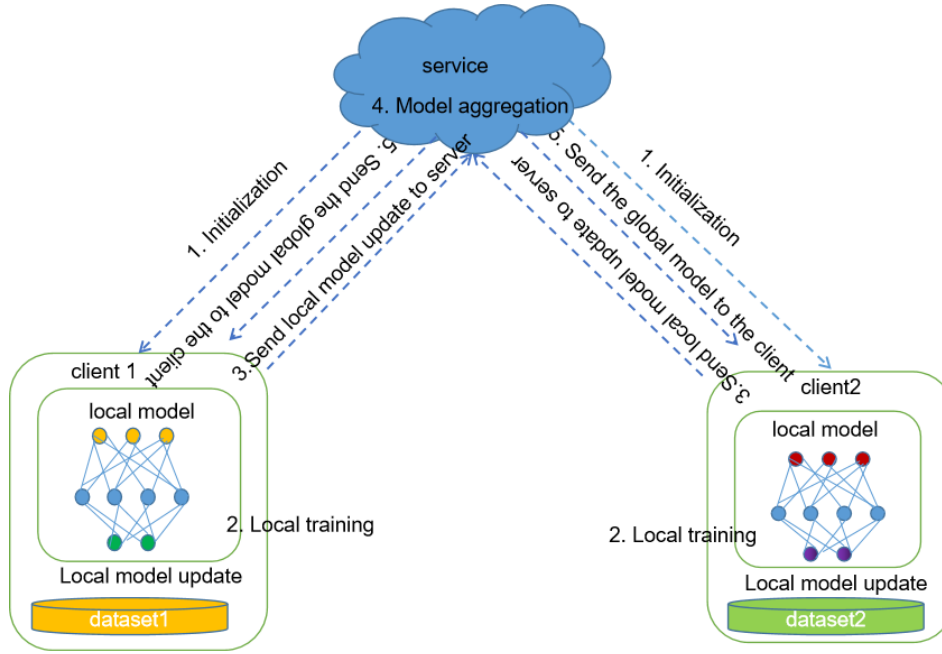 service
4. Model aggregation
1. Initialization
5. Send the global model to the client
3.Send local model update to server
3.Send local model update to server
5. Send the global model to the client
1. Initialization
client 1
local model
2. Local training
Local model update
dataset1
client2
local model
2. Local training
Local model update
dataset2